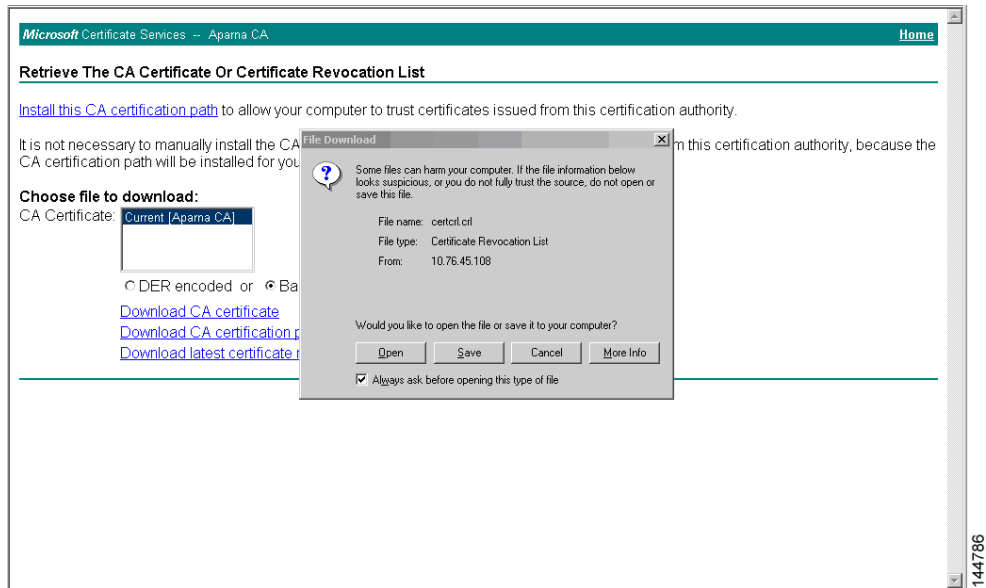 Microsoft Certificate Services -- Aparna CA Home
Retrieve The CA Certificate Or Certificate Revocation List
Install this CA certification path to allow your computer to trust certificates issued from this certification authority.
It is not necessary to manually install the CA
m this certification authority, because the
CA certification path will be installed for you
Choose file to download:
CA Certificate: Current [Aparna CA]
DER encoded or Ba
Download CA certificate
Download CA certification p
Download latest certificate r
File Download
Some files can harm your computer. If the file information below
looks suspicious, or you do not fully trust the source, do not open or
save this file.
File name: certcrl.crl
File type: Certificate Revocation List
From: 10.76.45.108
Would you like to open the file or save it to your computer?
Open Save Cancel More Info
Always ask before opening this type of file
144786